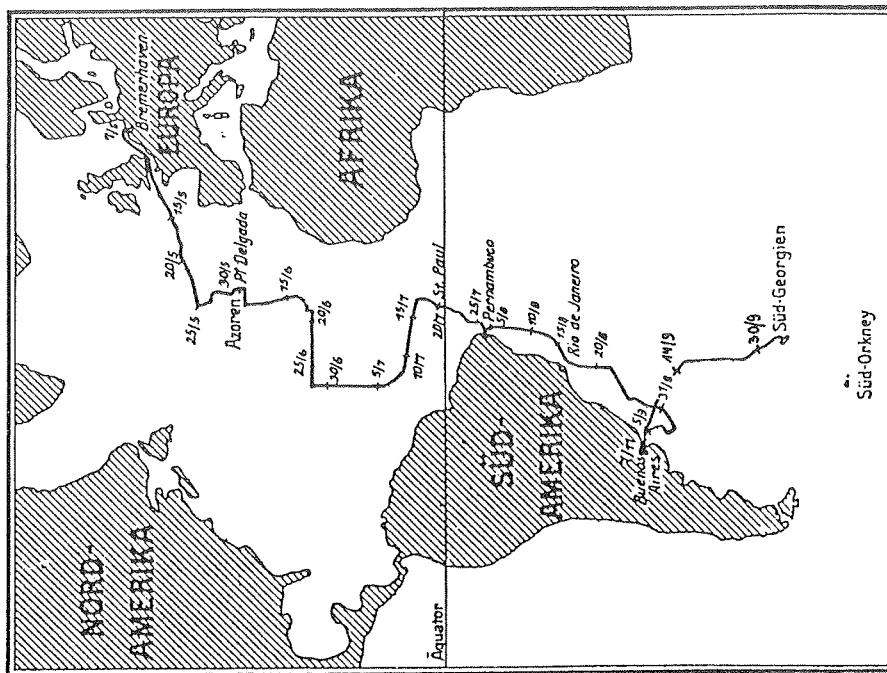 7/5
Bremerhaven
EUROPA
15/5
20/5
25/5
30/5
Azoren
Pt Delgada
AFRIKA
15/6
20/6
25/6
30/6
5/7
10/7
15/7
20/7
St. Paul
NORD-
AMERIKA
Äquator
25/7
Pernambuco
5/8
10/8
15/8
Rio de Janeiro
20/8
SÜD-
AMERIKA
31/8
5/9
Buenos
Aires
14/9
30/9
Süd-Georgien
Süd-Orkney